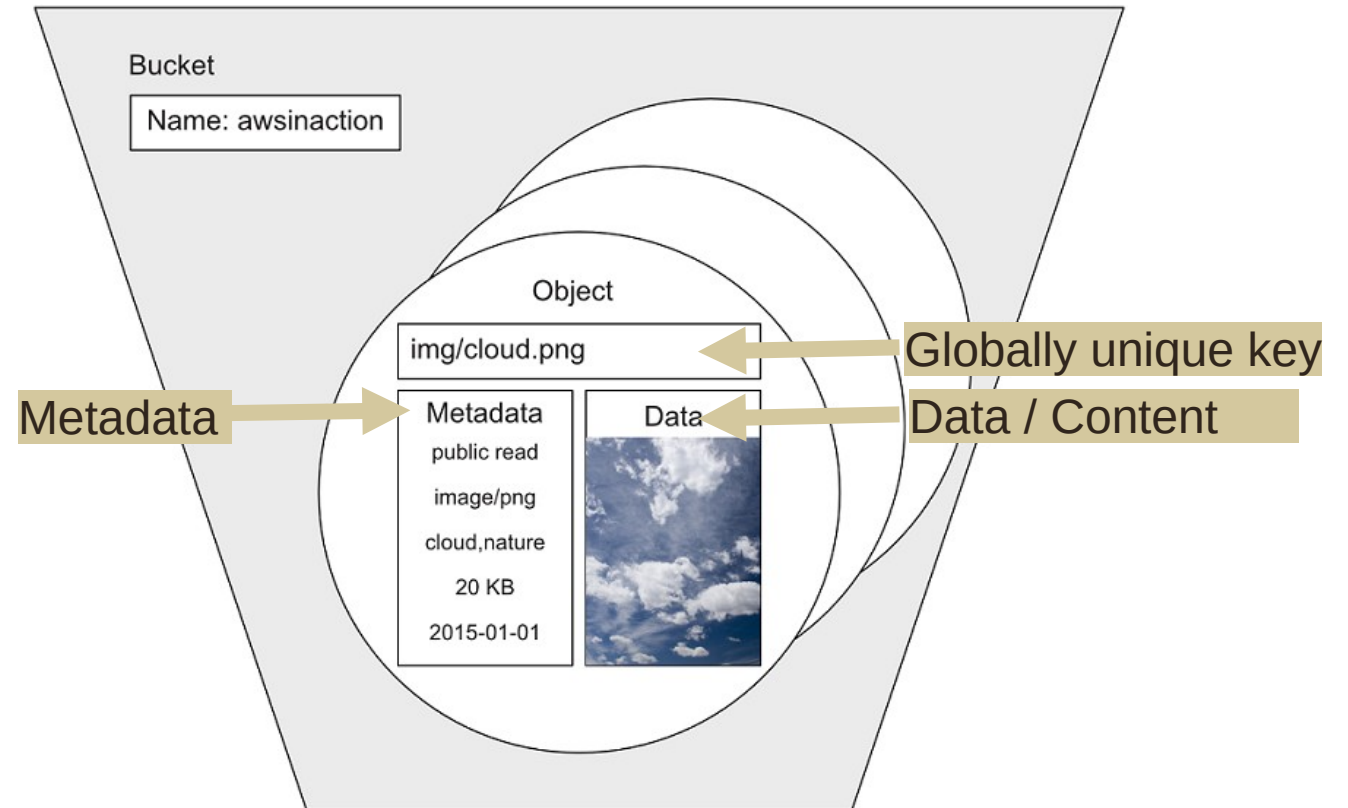 Bucket
Name: awsinaction
Object
img/cloud.png
Globally unique key
Metadata
Metadata
public read
image/png
cloud,nature
20 KB
2015-01-01
Data
Data / Content